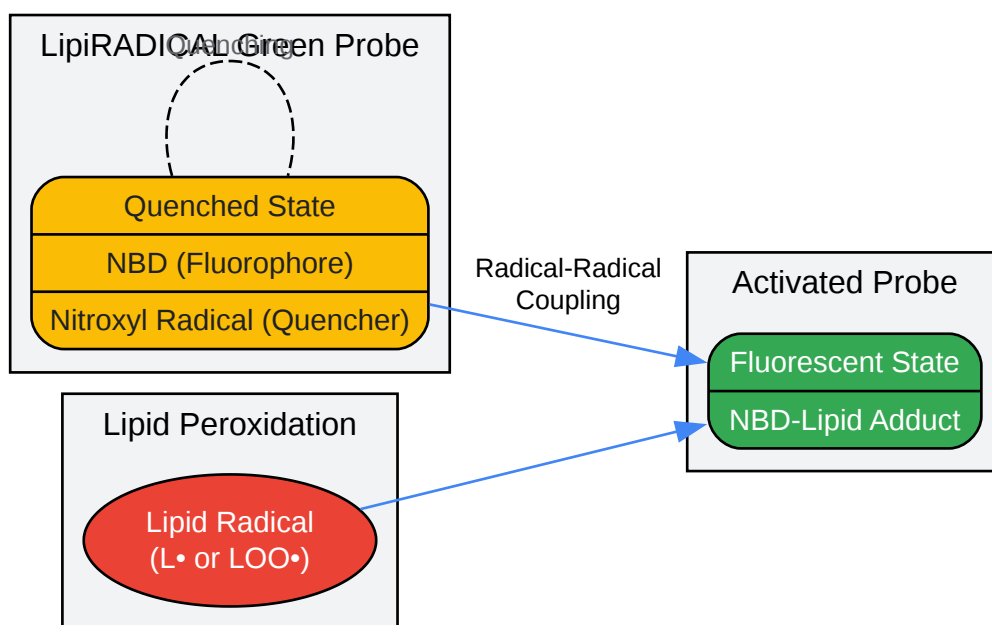 LipiRADICAL Green Probe
Quenching
Quenched State
NBD (Fluorophore)
Nitroxyl Radical (Quencher)
Radical-Radical
Coupling
Activated Probe
Fluorescent State
NBD-Lipid Adduct
Lipid Peroxidation
Lipid Radical
(L• or LOO•)